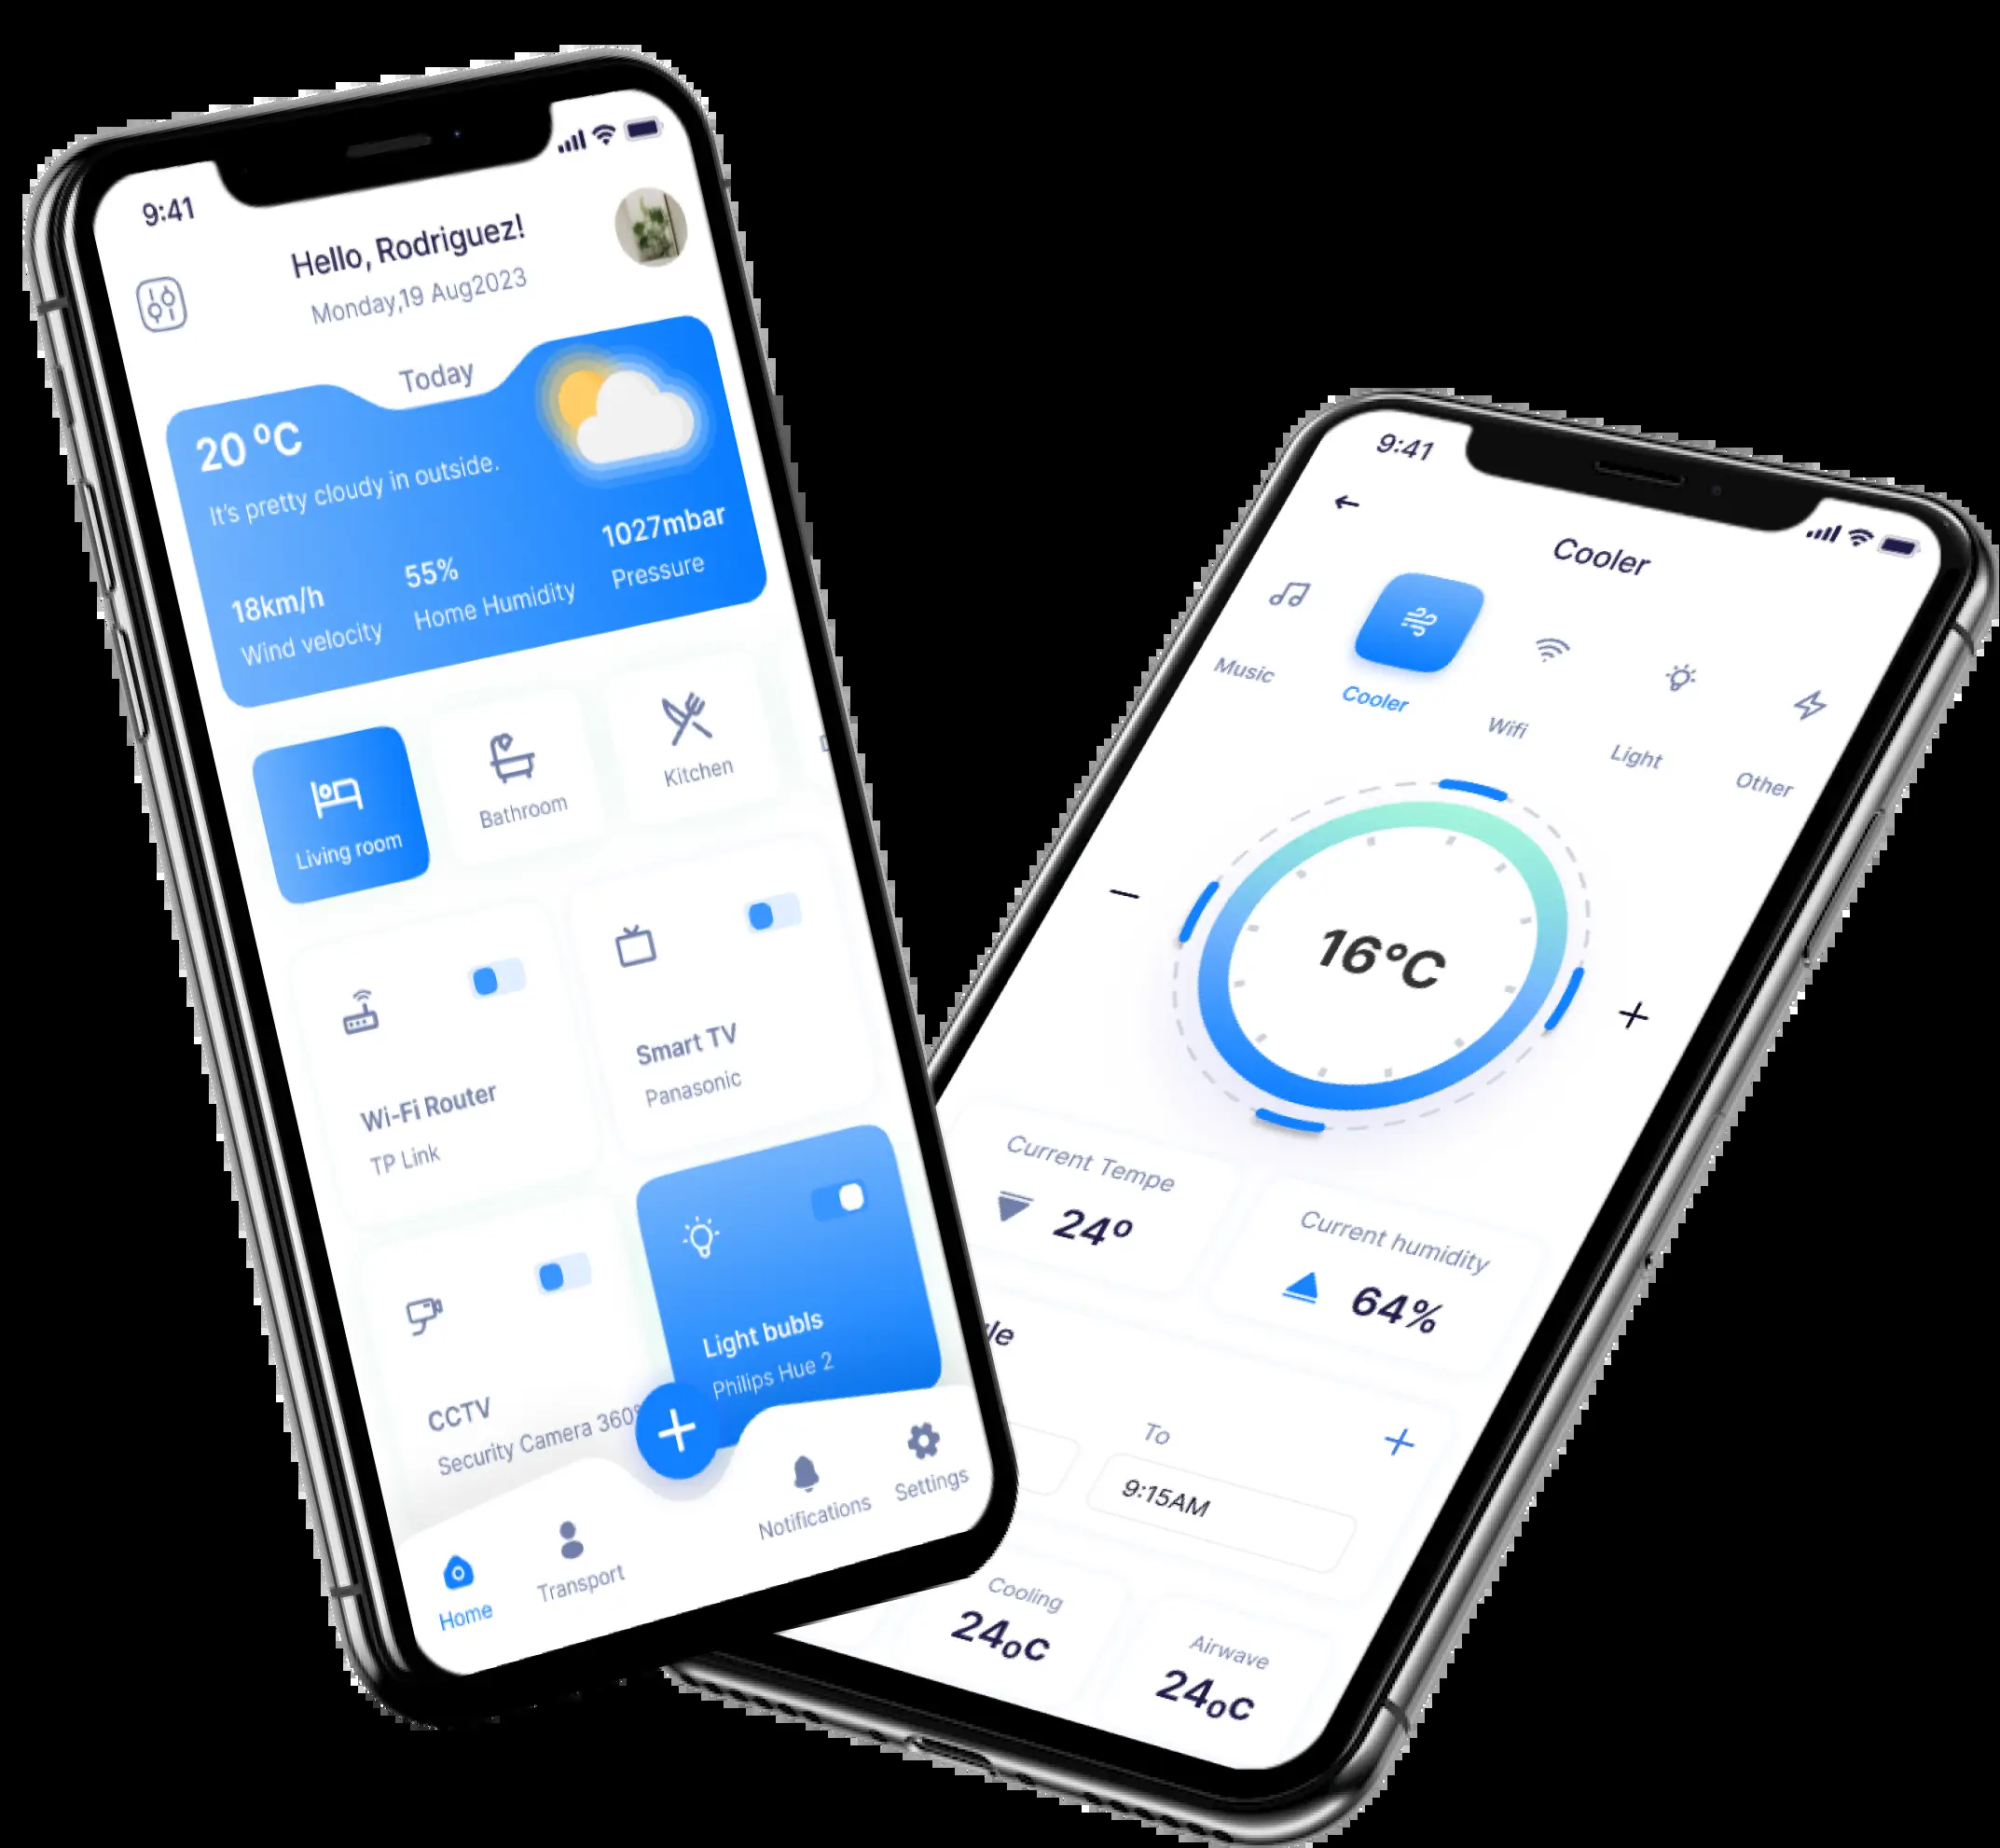 9:41
Hello, Rodriguez!
Monday,19 Aug2023
Today
20 ºC
It's pretty cloudy in outside.
18km/h
Wind velocity
55%
Home Humidity
1027mbar
Pressure
Living room
Bathroom
Kitchen
Wi-Fi Router
TP Link
Smart TV
Panasonic
CCTV
Security Camera 360°
Light bubls
Philips Hue 2
Home
Transport
Notifications
Settings
9:41
Cooler
Music
Cooler
Wifi
Light
Other
16°C
Current Tempe
24º
Current humidity
64%
To
9:15AM
Cooling
24ºC
Airwave
24ºC